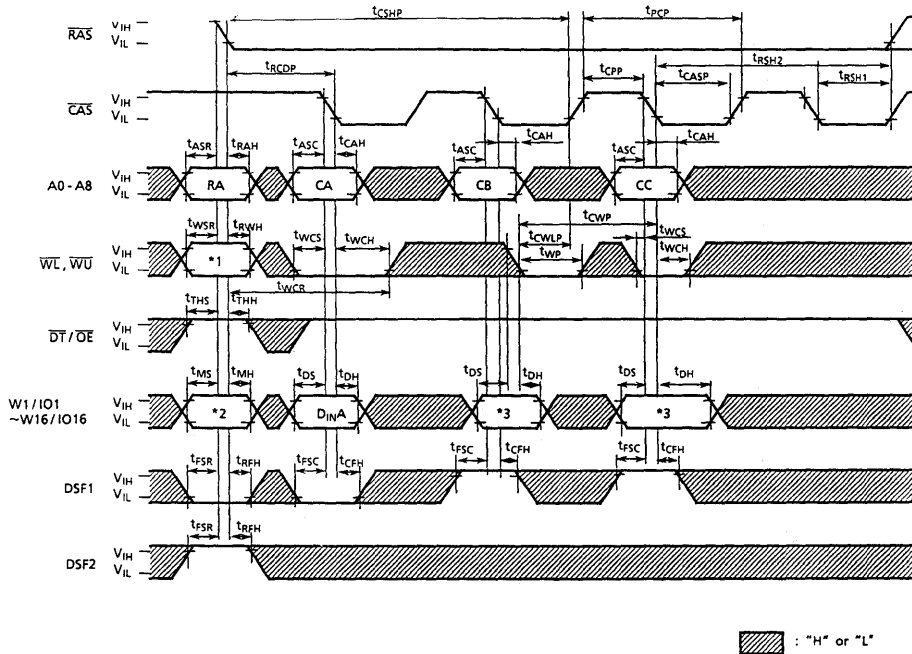 tCSHP tPCP
RAS VIH
VIL
tRCDP tRSH2
tCPP tCASP tRSH1
CAS VIH
VIL
tCAH
tASR tRAH tASC tCAH tASC tASC tCAH
A0 - A8 VIH RA CA CB CC
VIL
tCWP
tWSR tRWH tWCS tWCH tCWLP tWCS
WL , WU VIH *1 tWP tWCH
VIL
tWCR
tTHS tTHH
DT / OE VIH
VIL
tMS tMH tDS tDH tDS tDH tDS tDH
W1 / IO1 VIH *2 DINA *3 *3
~W16 / IO16 VIL
tFSR tRFH tFSC tCFH tFSC tCFH tFSC tCFH
DSF1 VIH
VIL
tFSR tRFH
DSF2 VIH
VIL
: "H" or "L"